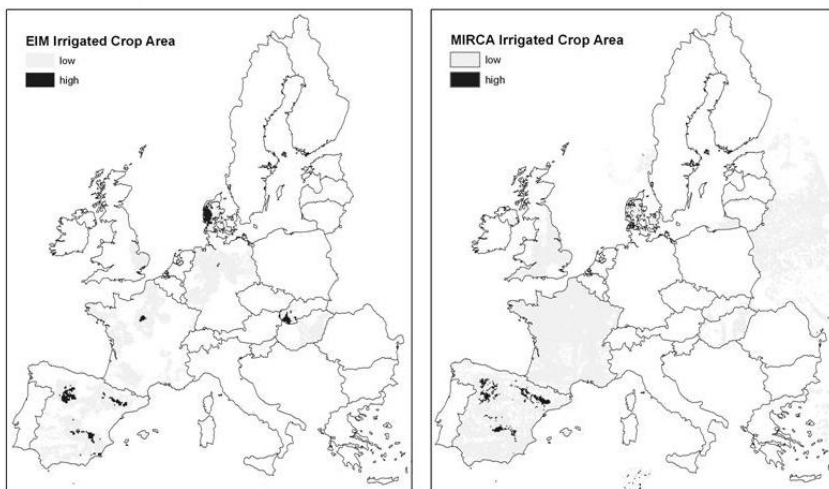 EIM Irrigated Crop Area
low
high
MIRCA Irrigated Crop Area
low
high